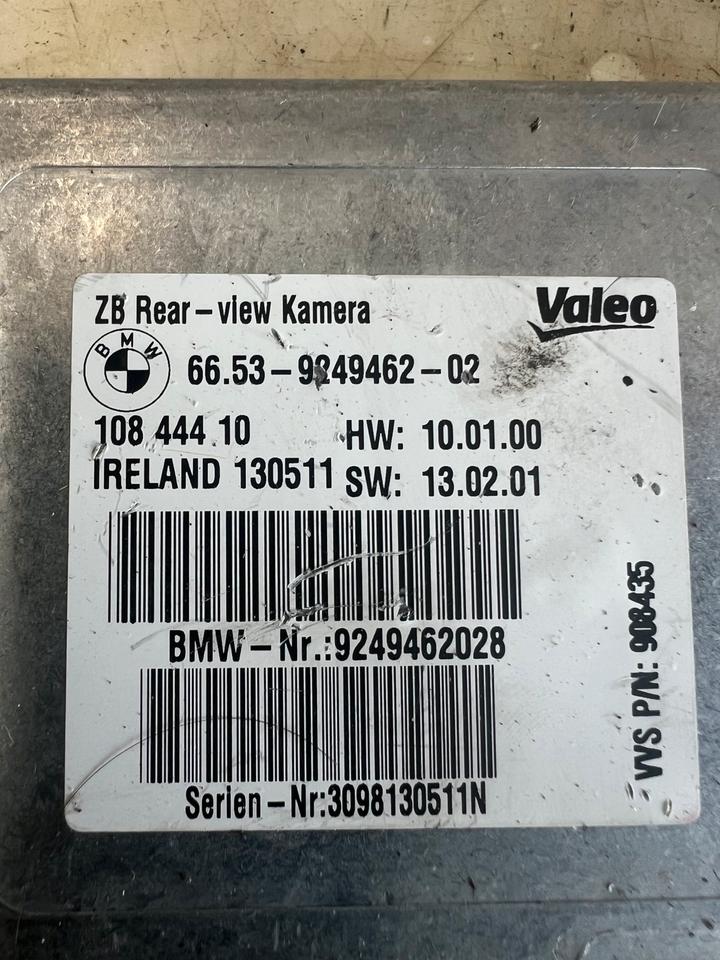 ZB Rear-view Kamera
Valeo
BMW
66.53-9249462-02
108 444 10
HW: 10.01.00
IRELAND 130511
SW: 13.02.01
BMW-Nr.:9249462028
Serien-Nr:3098130511N
VVS P/N: 908435